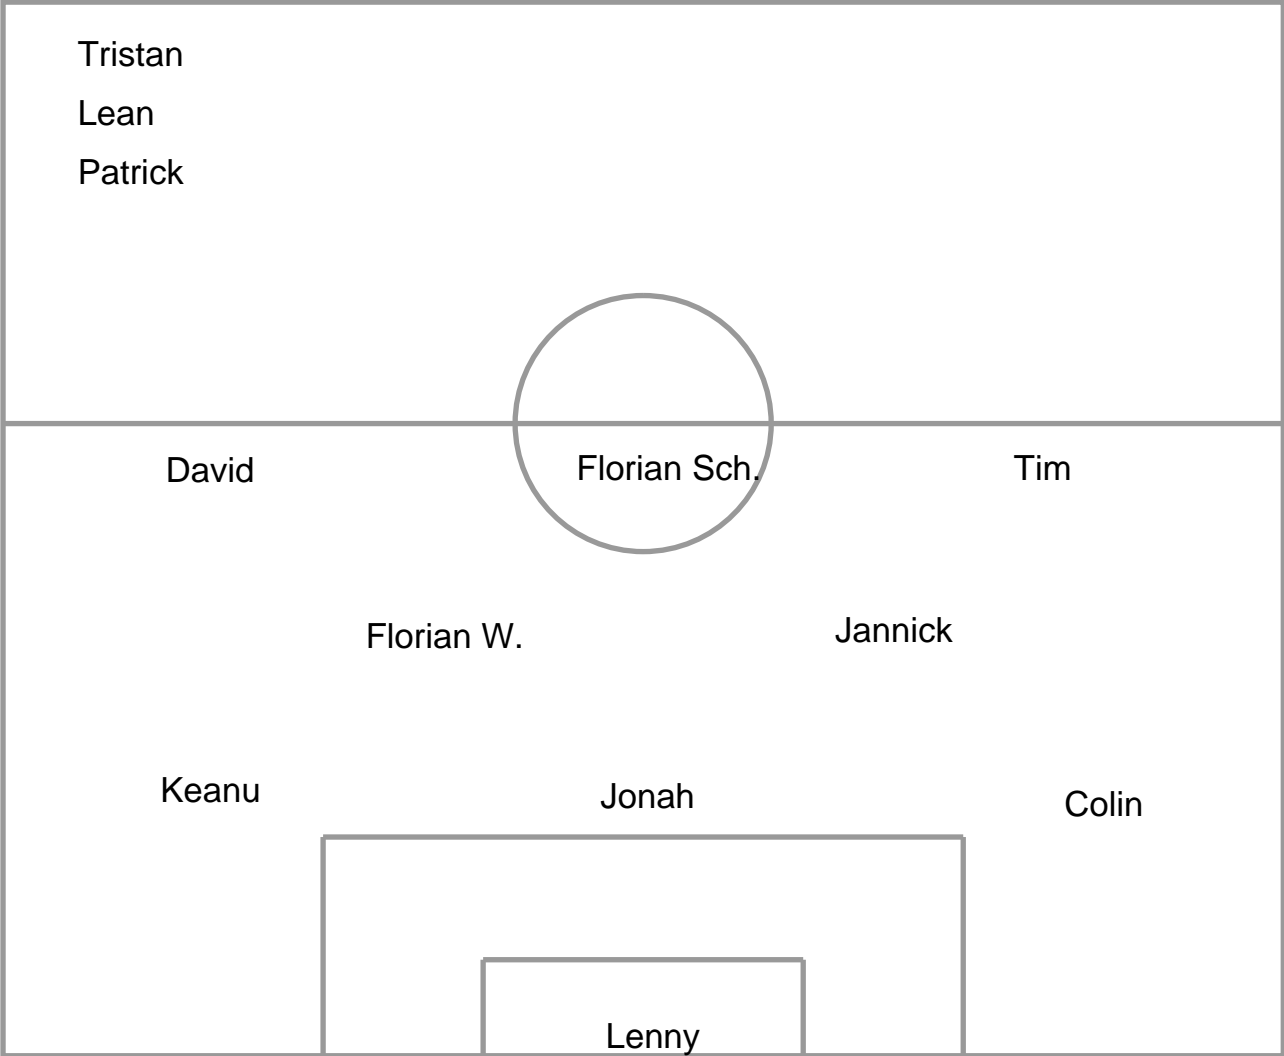 Tristan
Lean
Patrick
David Florian Sch. Tim
Florian W. Jannick
Keanu Jonah Colin
Lenny